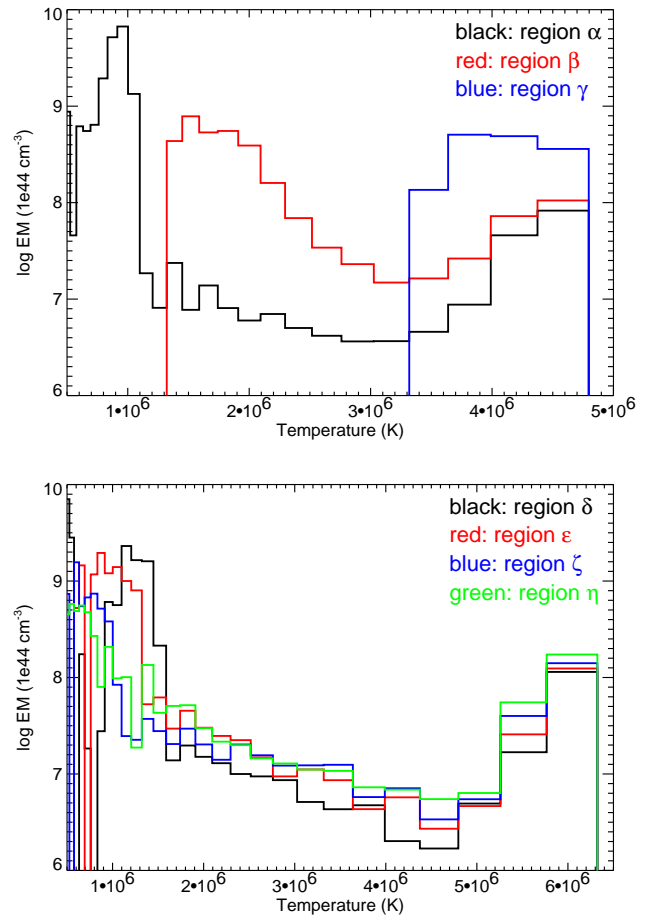 black: region α
red: region β
blue: region γ
10
9
8
7
6
log EM (1e44 cm⁻³)
1•10⁶ 2•10⁶ 3•10⁶ 4•10⁶ 5•10⁶
Temperature (K)
black: region δ
red: region ε
blue: region ζ
green: region η
10
9
8
7
6
log EM (1e44 cm⁻³)
1•10⁶ 2•10⁶ 3•10⁶ 4•10⁶ 5•10⁶ 6•10⁶
Temperature (K)